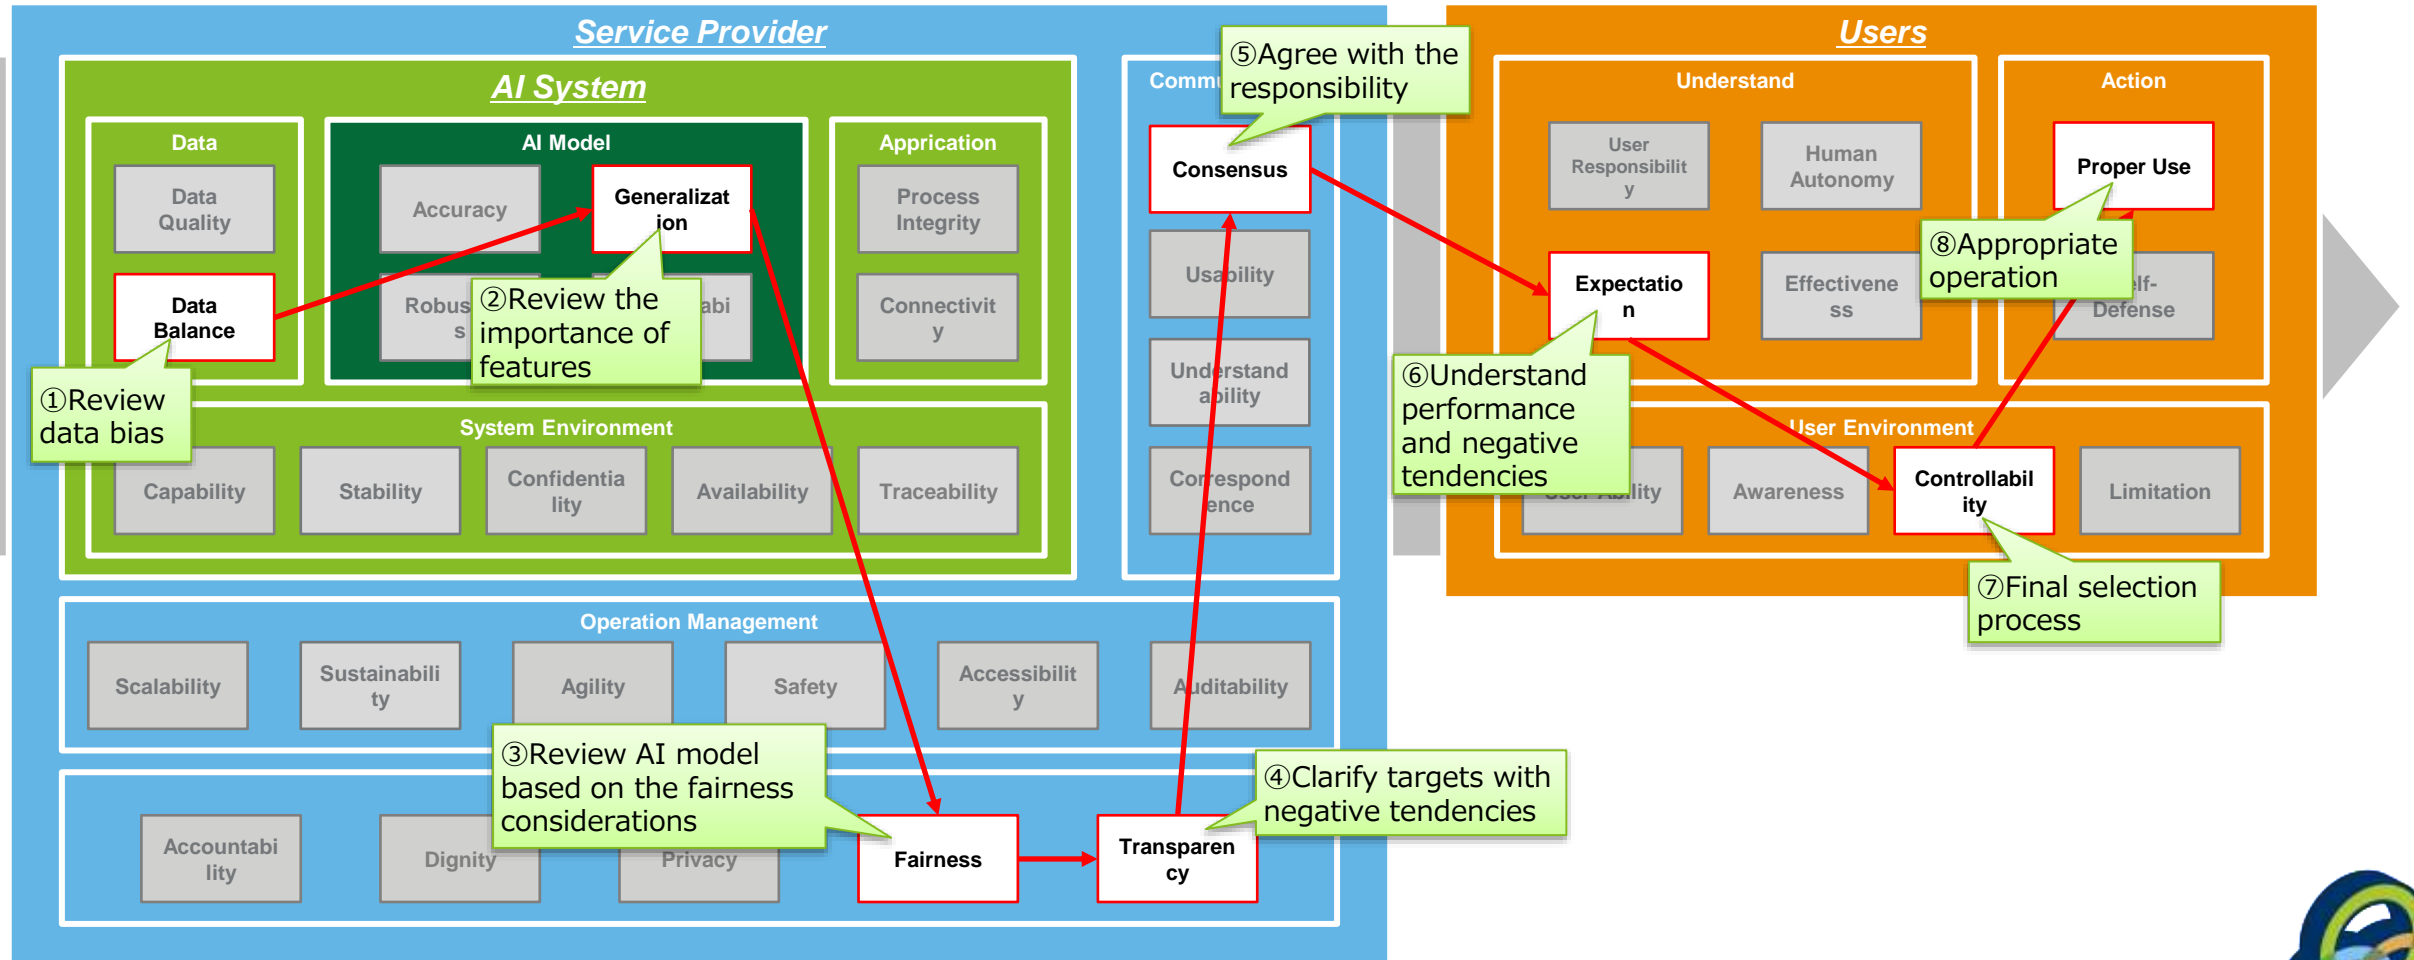 Service Provider
AI System
Data
Data
Quality
Data
Balance
①Review
data bias
AI Model
Accuracy
Generalizat
ion
Robus
s
abi
②Review the
importance of
features
Apprication
Process
Integrity
Connectivit
y
System Environment
Capability
Stability
Confidentia
lity
Availability
Traceability
Commu
⑤Agree with the
responsibility
Consensus
Usability
Understand
ability
Correspond
ence
Operation Management
Scalability
Sustainabili
ty
Agility
Safety
Accessibilit
y
Auditability
③Review AI model
based on the fairness
considerations
④Clarify targets with
negative tendencies
Accountabi
lity
Dignity
Privacy
Fairness
Transparen
cy
Users
Understand
User
Responsibilit
y
Human
Autonomy
Expectatio
n
Effectivene
ss
⑥Understand
performance
and negative
tendencies
Action
Proper Use
⑧Appropriate
operation
elf-
Defense
User Environment
User Ability
Awareness
Controllabil
ity
Limitation
⑦Final selection
process